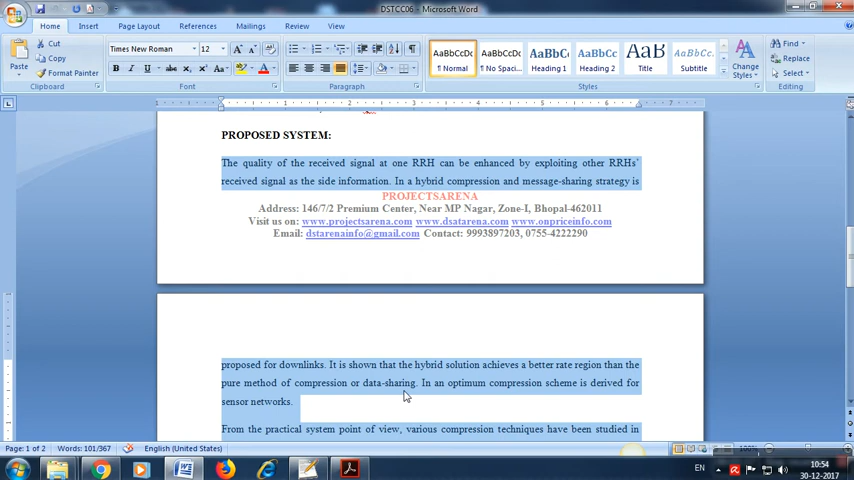 DSTCC06 - Microsoft Word
Home Insert Page Layout References Mailings Review View
Paste
Cut
Copy
Format Painter
Clipboard
Times New Roman 12
Font
Paragraph
AaBbCcDc ¶ Normal
AaBbCcDc ¶ No Spaci...
AaBbCc Heading 1
AaBbCc Heading 2
AaB Title
AaBbCcL Subtitle
Change Styles
Styles
Find
Replace
Select
Editing
PROPOSED SYSTEM:
The quality of the received signal at one RRH can be enhanced by exploiting other RRHs'
received signal as the side information. In a hybrid compression and message-sharing strategy is
PROJECTSARENA
Address: 146/7/2 Premium Center, Near MP Nagar, Zone-I, Bhopal-462011
Visit us on: www.projectsarena.com www.dsatarena.com www.onpriceinfo.com
Email: dstarenainfo@gmail.com Contact: 9993897203, 0755-4222290
proposed for downlinks. It is shown that the hybrid solution achieves a better rate region than the
pure method of compression or data-sharing. In an optimum compression scheme is derived for
sensor networks.
From the practical system point of view, various compression techniques have been studied in
Page: 1 of 2 Words: 101/367 English (United States) 100%
EN 10:54
30-12-2017